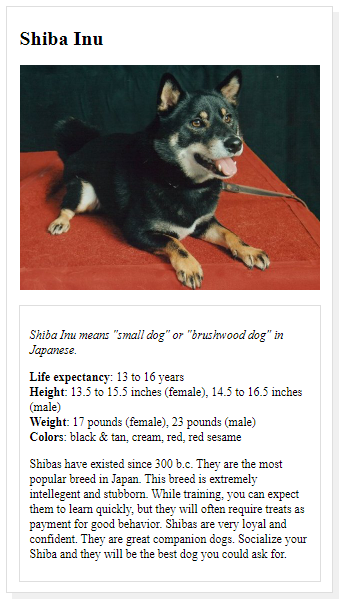 Shiba Inu
Shiba Inu means "small dog" or "brushwood dog" in
Japanese.
Life expectancy: 13 to 16 years
Height: 13.5 to 15.5 inches (female), 14.5 to 16.5 inches
(male)
Weight: 17 pounds (female), 23 pounds (male)
Colors: black & tan, cream, red, red sesame
Shibas have existed since 300 b.c. They are the most
popular breed in Japan. This breed is extremely
intellegent and stubborn. While training, you can expect
them to learn quickly, but they will often require treats as
payment for good behavior. Shibas are very loyal and
confident. They are great companion dogs. Socialize your
Shiba and they will be the best dog you could ask for.